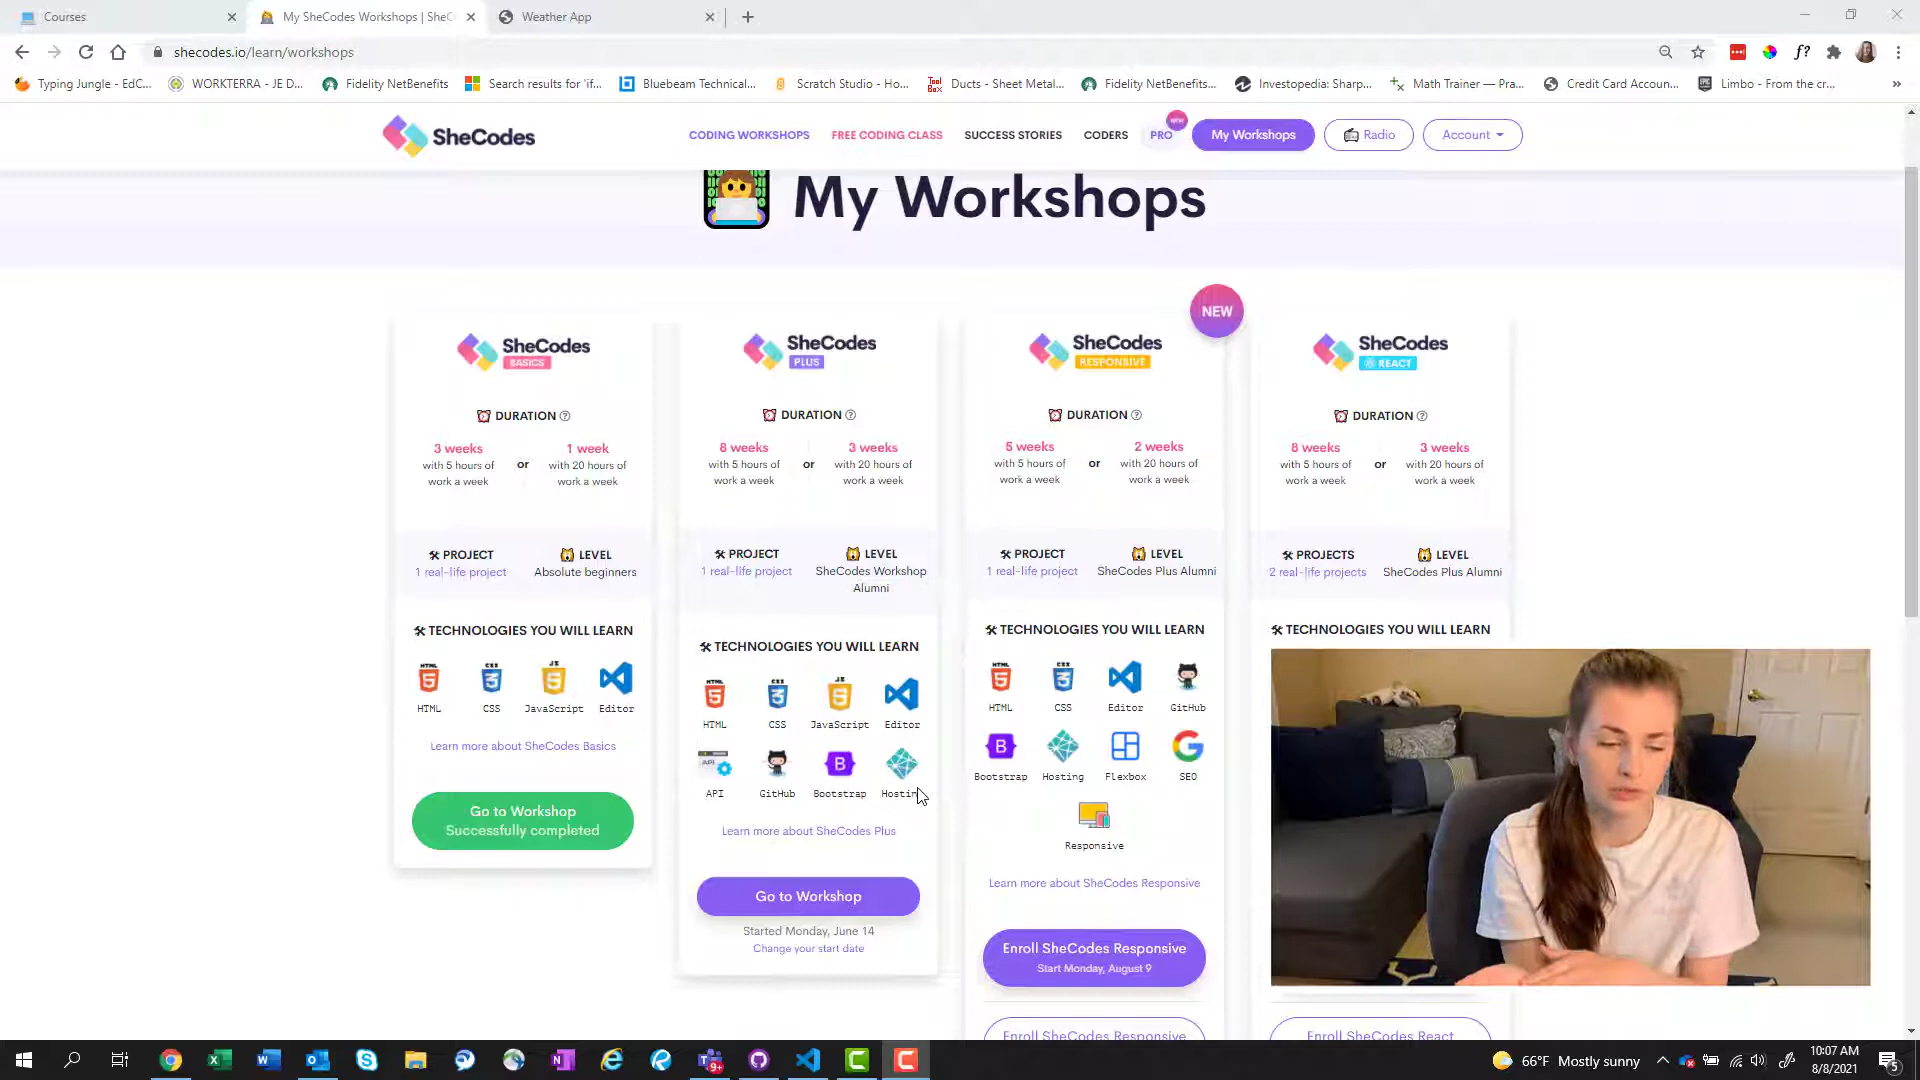 Courses
My SheCodes Workshops | SheC
Weather App
shecodes.io/learn/workshops
Typing Jungle - EdC...
WORKTERRA - JE D...
Fidelity NetBenefits
Search results for 'if...
Bluebeam Technical...
Scratch Studio - Ho...
Ducts - Sheet Metal...
Fidelity NetBenefits...
Investopedia: Sharp...
Math Trainer — Pra...
Credit Card Accoun...
Limbo - From the cr...
SheCodes
CODING WORKSHOPS
FREE CODING CLASS
SUCCESS STORIES
CODERS
PRO
NEW
My Workshops
Radio
Account
My Workshops
SheCodes
BASICS
DURATION
3 weeks
with 5 hours of
work a week
or
1 week
with 20 hours of
work a week
PROJECT
1 real-life project
LEVEL
Absolute beginners
TECHNOLOGIES YOU WILL LEARN
HTML
CSS
JavaScript
Editor
Learn more about SheCodes Basics
Go to Workshop
Successfully completed
SheCodes
PLUS
DURATION
8 weeks
with 5 hours of
work a week
or
3 weeks
with 20 hours of
work a week
PROJECT
1 real-life project
LEVEL
SheCodes Workshop
Alumni
TECHNOLOGIES YOU WILL LEARN
HTML
CSS
JavaScript
Editor
API
GitHub
Bootstrap
Hosting
Learn more about SheCodes Plus
Go to Workshop
Started Monday, June 14
Change your start date
NEW
SheCodes
RESPONSIVE
DURATION
5 weeks
with 5 hours of
work a week
or
2 weeks
with 20 hours of
work a week
PROJECT
1 real-life project
LEVEL
SheCodes Plus Alumni
TECHNOLOGIES YOU WILL LEARN
HTML
CSS
Editor
GitHub
Bootstrap
Hosting
Flexbox
SEO
Responsive
Learn more about SheCodes Responsive
Enroll SheCodes Responsive
Start Monday, August 9
Enroll SheCodes Responsive
SheCodes
REACT
DURATION
8 weeks
with 5 hours of
work a week
or
3 weeks
with 20 hours of
work a week
PROJECTS
2 real-life projects
LEVEL
SheCodes Plus Alumni
TECHNOLOGIES YOU WILL LEARN
Enroll SheCodes React
66°F Mostly sunny
10:07 AM
8/8/2021